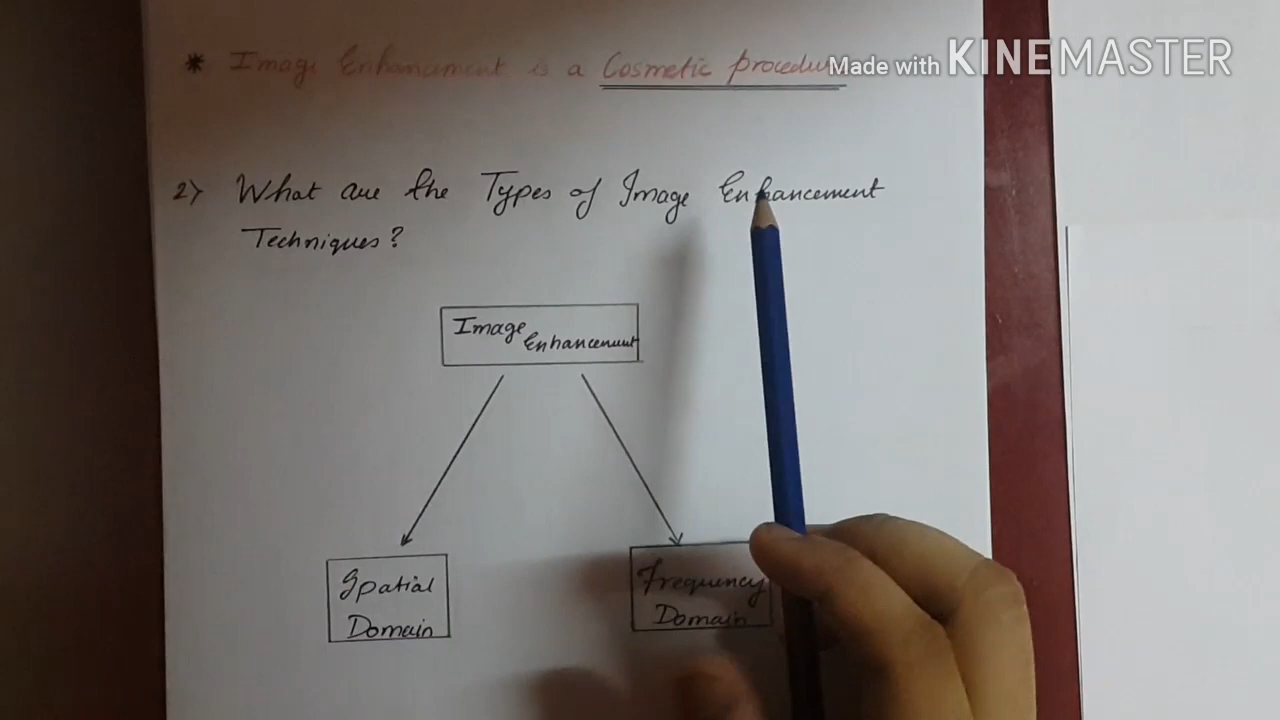 * Image Enhancement is a Cosmetic procedure
Made with KINEMASTER
2) What are the Types of Image Enhancement
Techniques?
Image
Enhancement
Spatial
Domain
Frequency
Domain